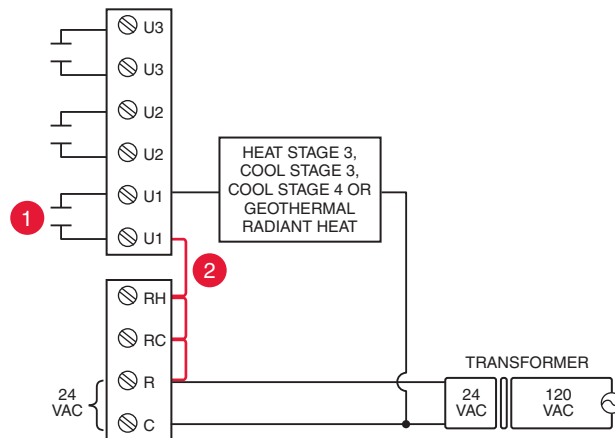 U3
U3
U2
U2
U1
U1
1
HEAT STAGE 3,
COOL STAGE 3,
COOL STAGE 4 OR
GEOTHERMAL
RADIANT HEAT
2
RH
RC
R
C
24
VAC
TRANSFORMER
24
VAC
120
VAC